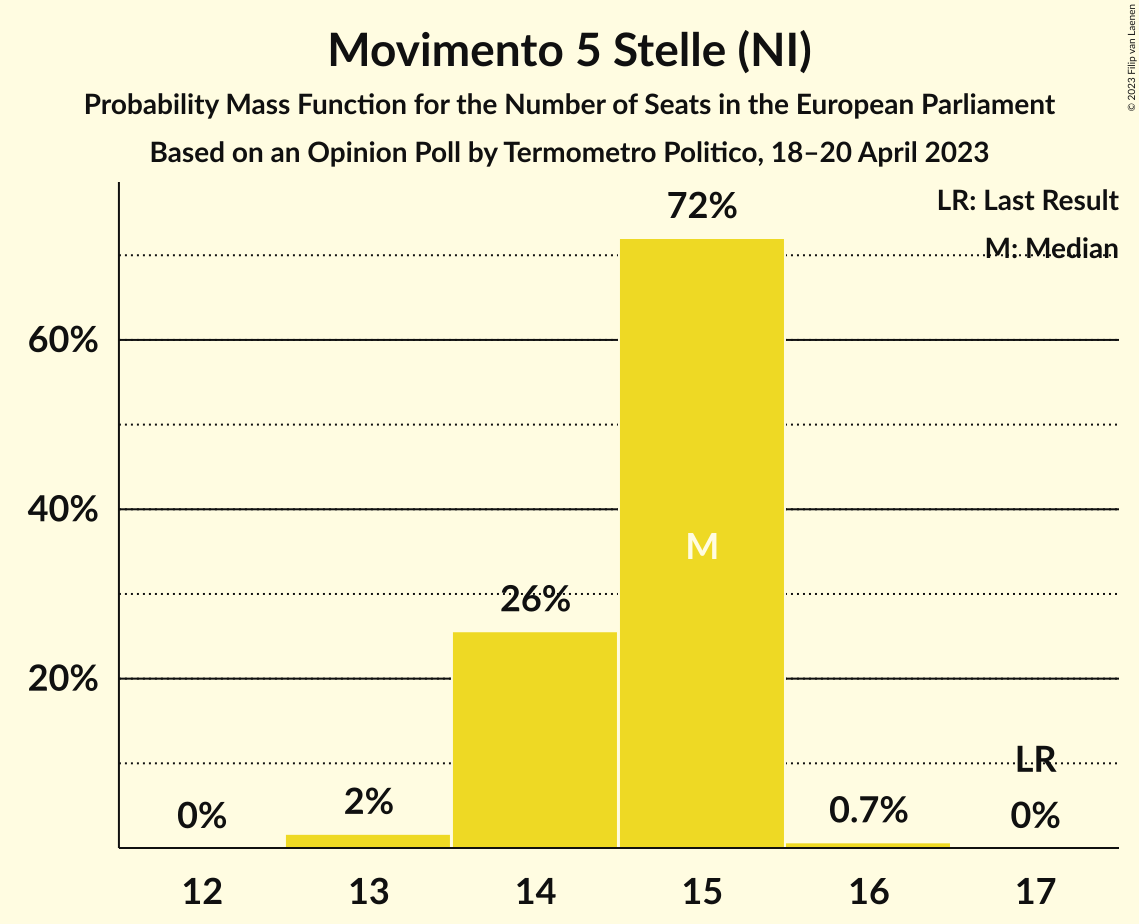 Movimento 5 Stelle (NI)
Probability Mass Function for the Number of Seats in the European Parliament
Based on an Opinion Poll by Termometro Politico, 18–20 April 2023
© 2023 Filip van Laenen
LR: Last Result
M: Median
72%
60%
40%
M
26%
20%
LR
0%
2%
0.7%
0%
12 13 14 15 16 17